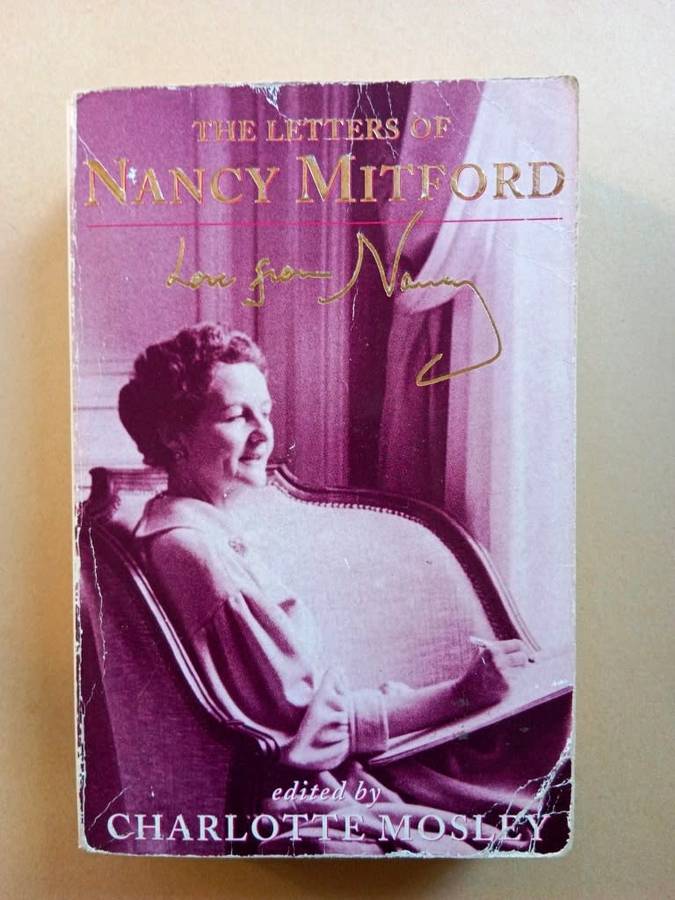 THE LETTERS OF
NANCY MITFORD
Love from Nancy
edited by
CHARLOTTE MOSLEY